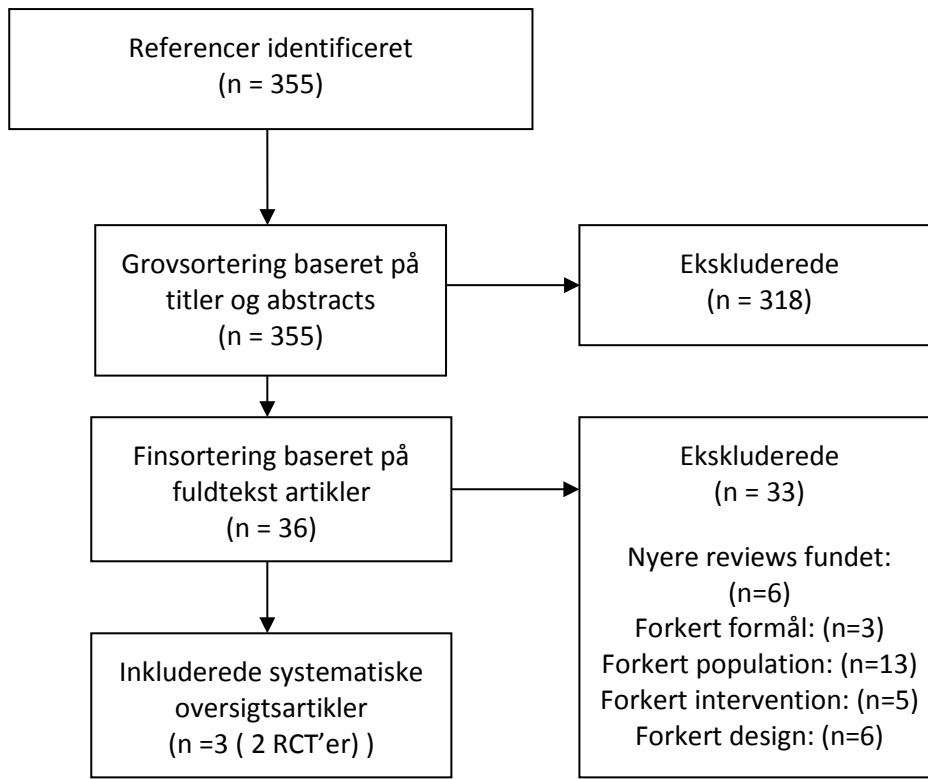 Referencer identificeret
(n = 355)
Grovsortering baseret på
titler og abstracts
(n = 355)
Ekskluderede
(n = 318)
Finsortering baseret på
fuldtekst artikler
(n = 36)
Ekskluderede
(n = 33)
Nyere reviews fundet:
(n=6)
Forkert formål: (n=3)
Forkert population: (n=13)
Forkert intervention: (n=5)
Forkert design: (n=6)
Inkluderede systematiske
oversigtsartikler
(n =3 ( 2 RCT’er) )